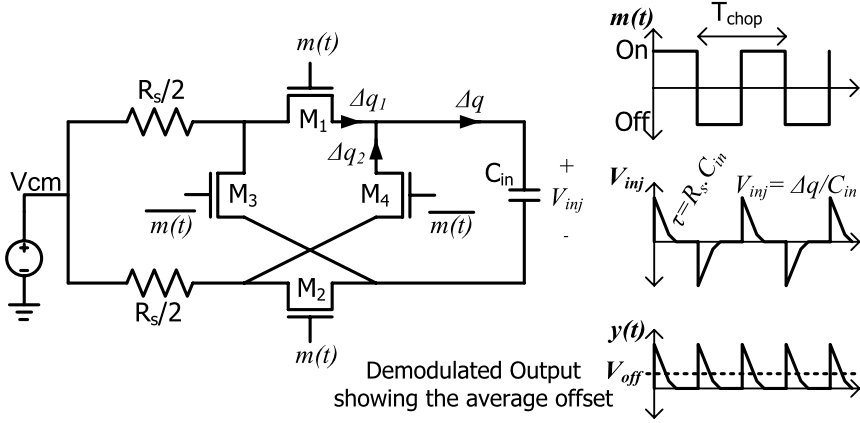 m(t)
R_s/2
M_1
Δq_1
Δq
Δq_2
Vcm
M_3
M_4
C_in
+
V_inj
-
m(t)
m(t)
R_s/2
M_2
m(t)
Demodulated Output
showing the average offset
m(t)
T_chop
On
Off
V_inj
τ=R_s.C_in
V_inj= Δq/C_in
y(t)
V_off